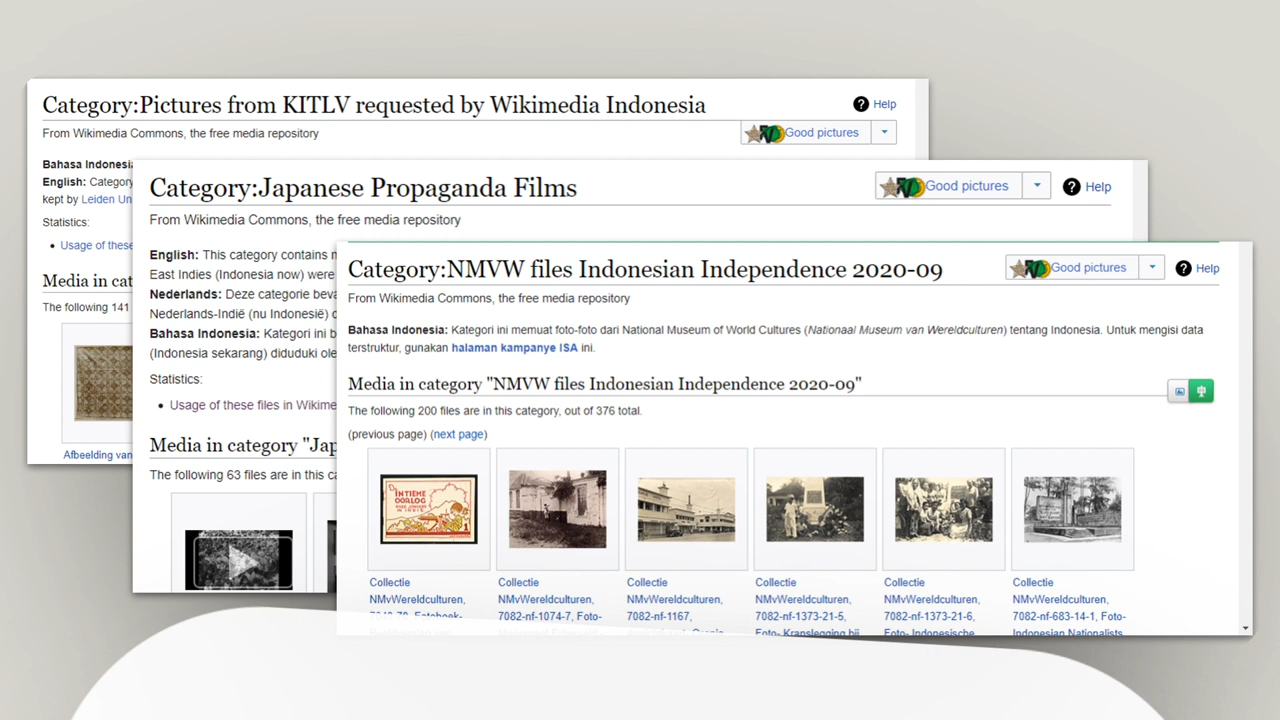 Category:Pictures from KITLV requested by Wikimedia Indonesia
Help
From Wikimedia Commons, the free media repository
Good pictures
Bahasa Indonesia
English: Category
kept by Leiden Un
Statistics:
• Usage of these
Media in cat
The following 141
Afbeelding van
Category:Japanese Propaganda Films
Good pictures
Help
From Wikimedia Commons, the free media repository
English: This category contains
East Indies (Indonesia now) were
Nederlands: Deze categorie beva
Nederlands-Indië (nu Indonesië)
Bahasa Indonesia: Kategori ini b
(Indonesia sekarang) diduduki ole
Statistics:
• Usage of these files in Wikime
Media in category "Jap
The following 63 files are in this ca
Category:NMVW files Indonesian Independence 2020-09
Good pictures
Help
From Wikimedia Commons, the free media repository
Bahasa Indonesia: Kategori ini memuat foto-foto dari National Museum of World Cultures (Nationaal Museum van Wereldculturen) tentang Indonesia. Untuk mengisi data
terstruktur, gunakan halaman kampanye ISA ini.
Media in category "NMVW files Indonesian Independence 2020-09"
The following 200 files are in this category, out of 376 total.
(previous page) (next page)
INTIEME
OORLOG
Collectie
NMvWereldculturen,
Collectie
NMvWereldculturen,
7082-nf-1074-7, Foto-
Collectie
NMvWereldculturen,
7082-nf-1167,
Collectie
NMvWereldculturen,
7082-nf-1373-21-5,
Foto- Kranslegging bij
Collectie
NMvWereldculturen,
7082-nf-1373-21-6,
Foto- Indonesische
Collectie
NMvWereldculturen,
7082-nf-683-14-1, Foto-
Indonesian Nationalists